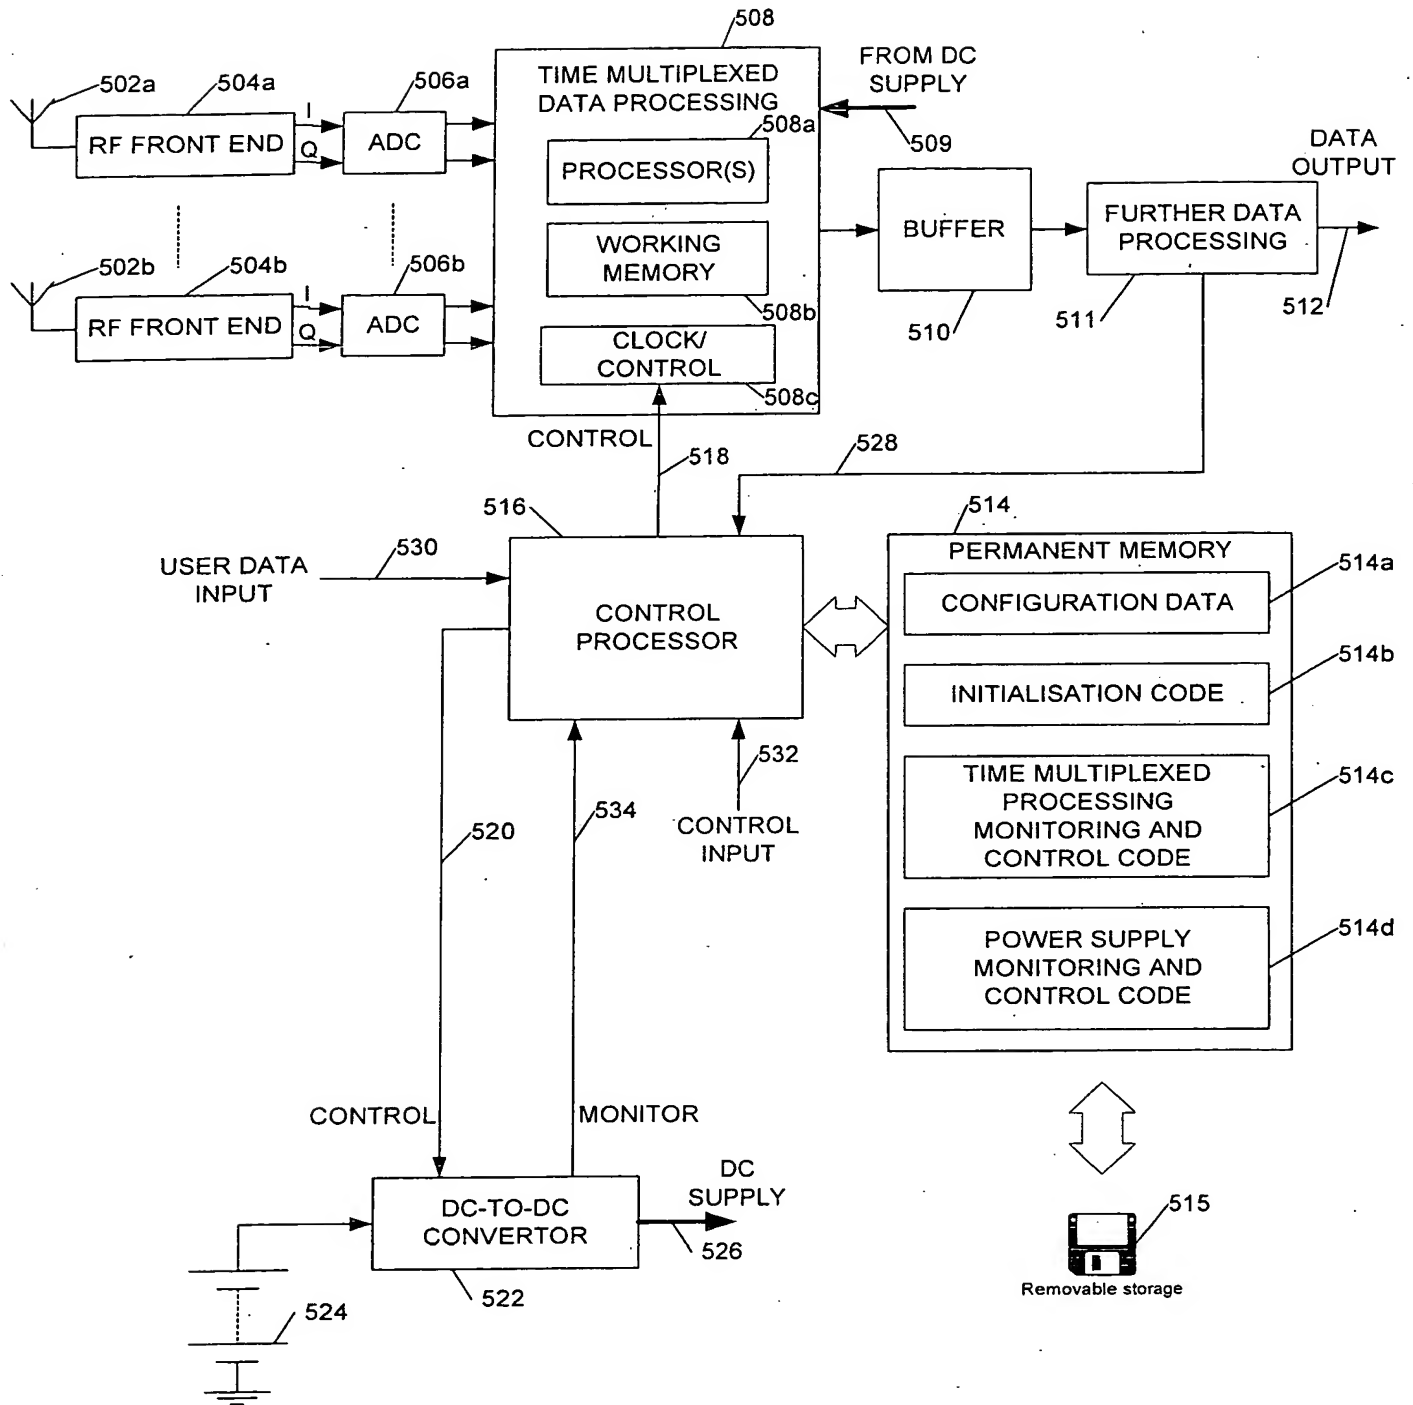 508
502a
504a
506a
TIME MULTIPLEXED
DATA PROCESSING
FROM DC
SUPPLY
509
RF FRONT END
I
Q
ADC
508a
PROCESSOR(S)
DATA
OUTPUT
WORKING
MEMORY
508b
BUFFER
510
FURTHER DATA
PROCESSING
511
512
502b
504b
506b
RF FRONT END
I
Q
ADC
CLOCK/
CONTROL
508c
CONTROL
518
528
516
514
530
USER DATA
INPUT
CONTROL
PROCESSOR
PERMANENT MEMORY
514a
CONFIGURATION DATA
514b
INITIALISATION CODE
514c
TIME MULTIPLEXED
PROCESSING
MONITORING AND
CONTROL CODE
514d
POWER SUPPLY
MONITORING AND
CONTROL CODE
532
CONTROL
INPUT
534
520
CONTROL
MONITOR
DC
SUPPLY
DC-TO-DC
CONVERTOR
526
522
524
515
Removable storage